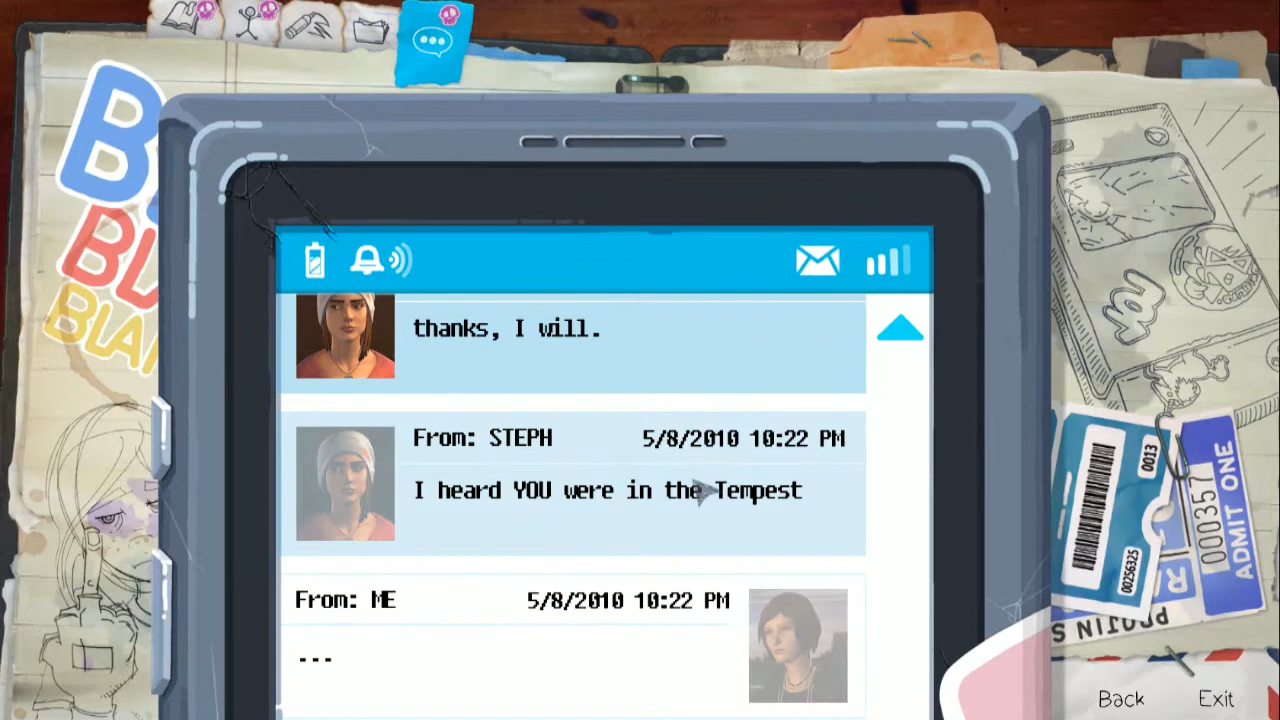 thanks, I will.
From: STEPH 5/8/2010 10:22 PM
I heard YOU were in the Tempest
From: ME 5/8/2010 10:22 PM
---
0013
00256325
000357
ADMIT ONE
Back Exit